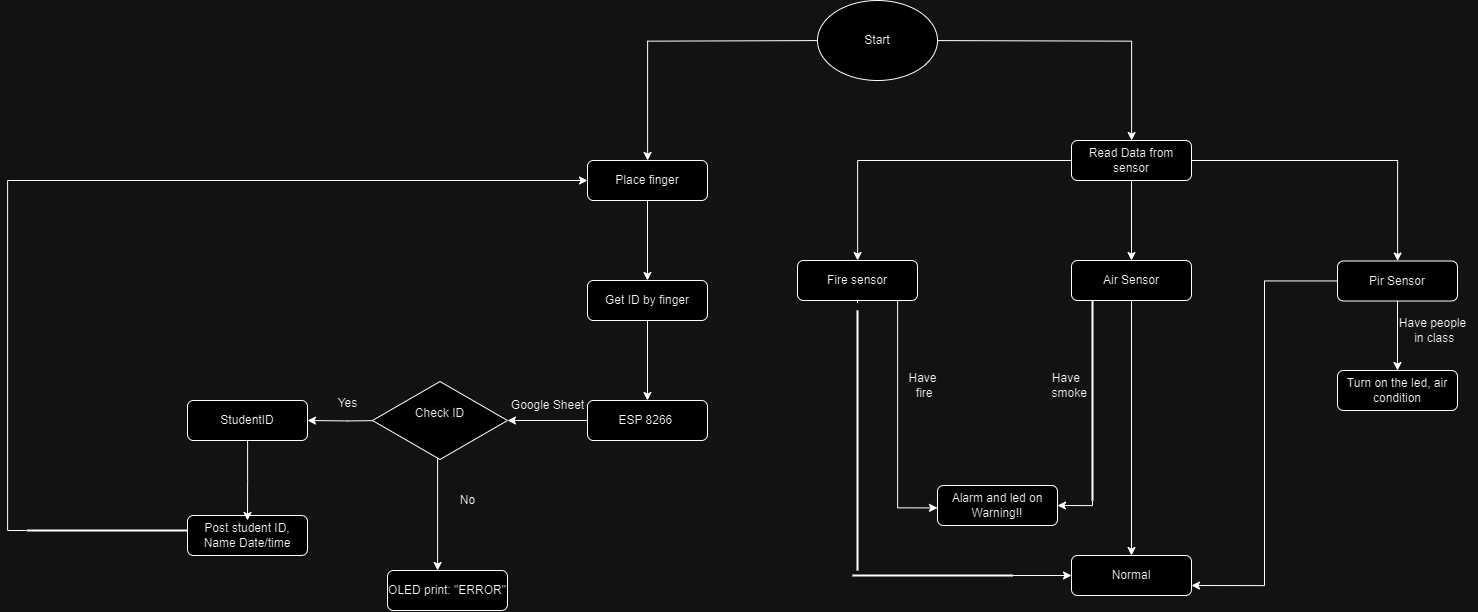 Start
Read Data from
sensor
Place finger
Fire sensor
Air Sensor
Pir Sensor
Get ID by finger
Have people
in class
Have
fire
Have
smoke
Turn on the led, air
condition
Yes
Check ID
Google Sheet
StudentID
ESP 8266
No
Alarm and led on
Warning!!
Post student ID,
Name Date/time
Normal
OLED print: "ERROR"